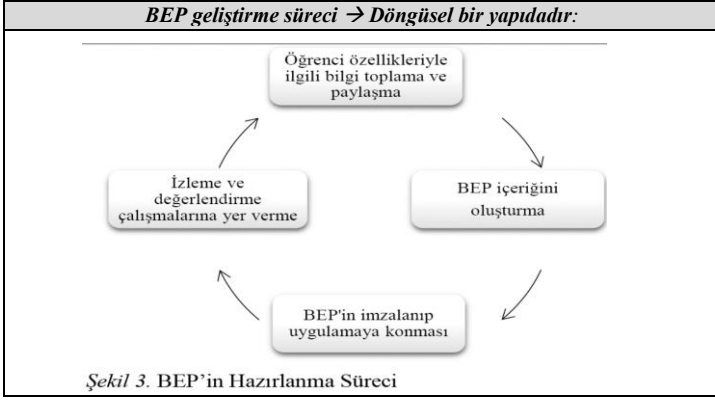 BEP geliştirme süreci → Döngüsel bir yapıdadır:
Öğrenci özellikleriyle
ilgili bilgi toplama ve
paylaşma
BEP içeriğini
oluşturma
BEP'in imzalanıp
uygulamaya konması
İzleme ve
değerlendirme
çalışmalarına yer verme
Şekil 3. BEP'in Hazırlanma Süreci